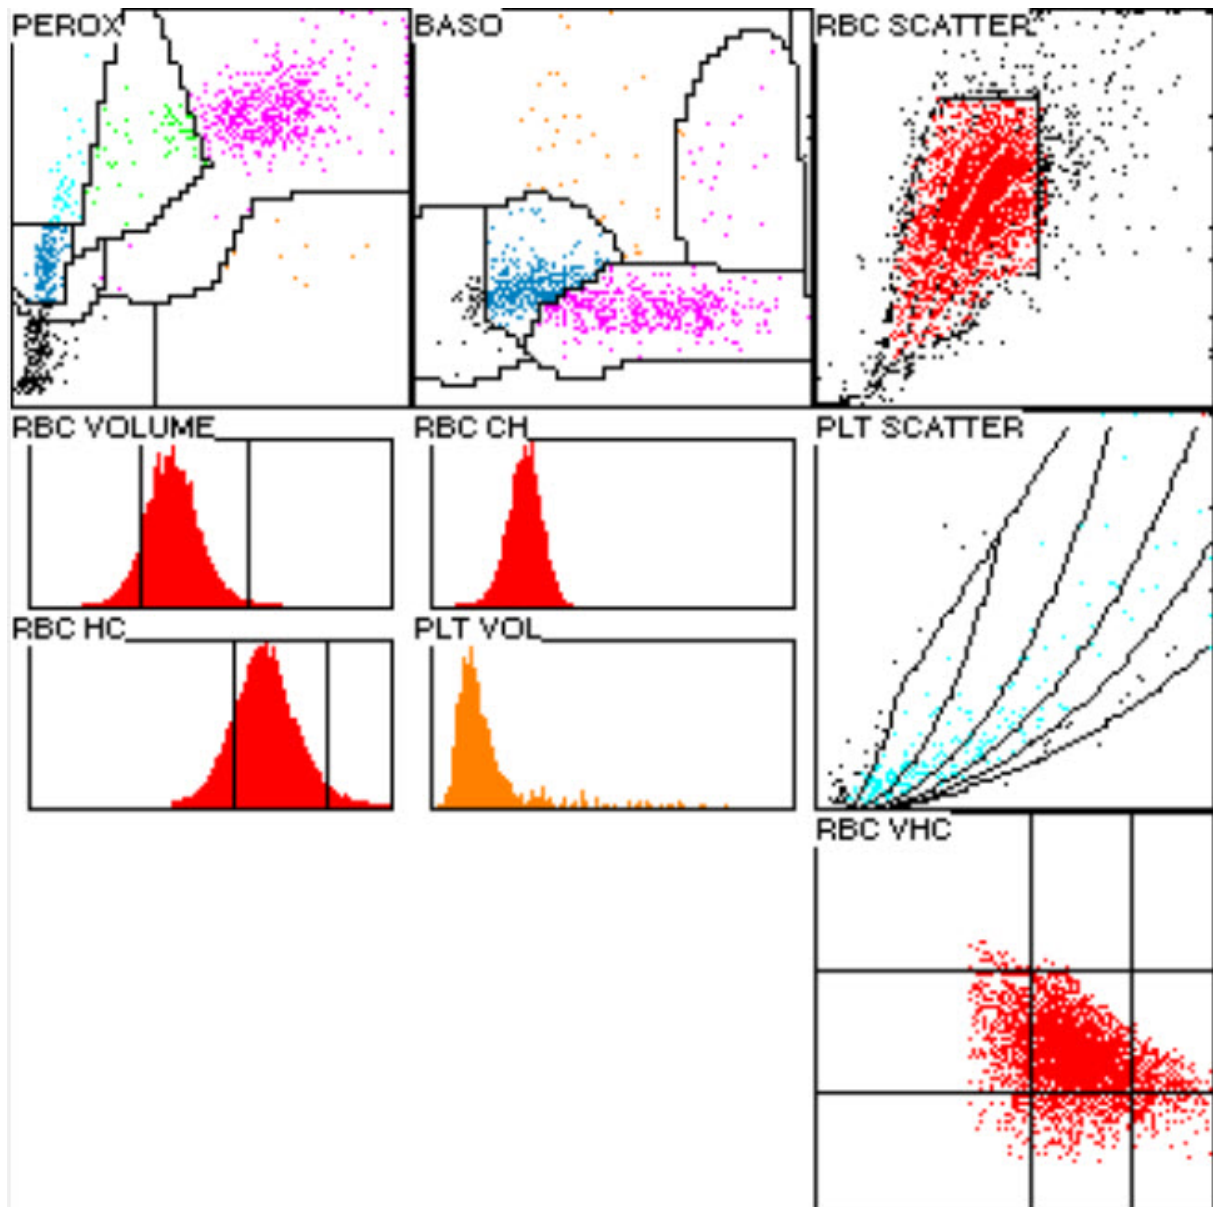 PEROX
BASO
RBC SCATTER
RBC VOLUME
RBC CH
PLT SCATTER
RBC HC
PLT VOL
RBC VHC